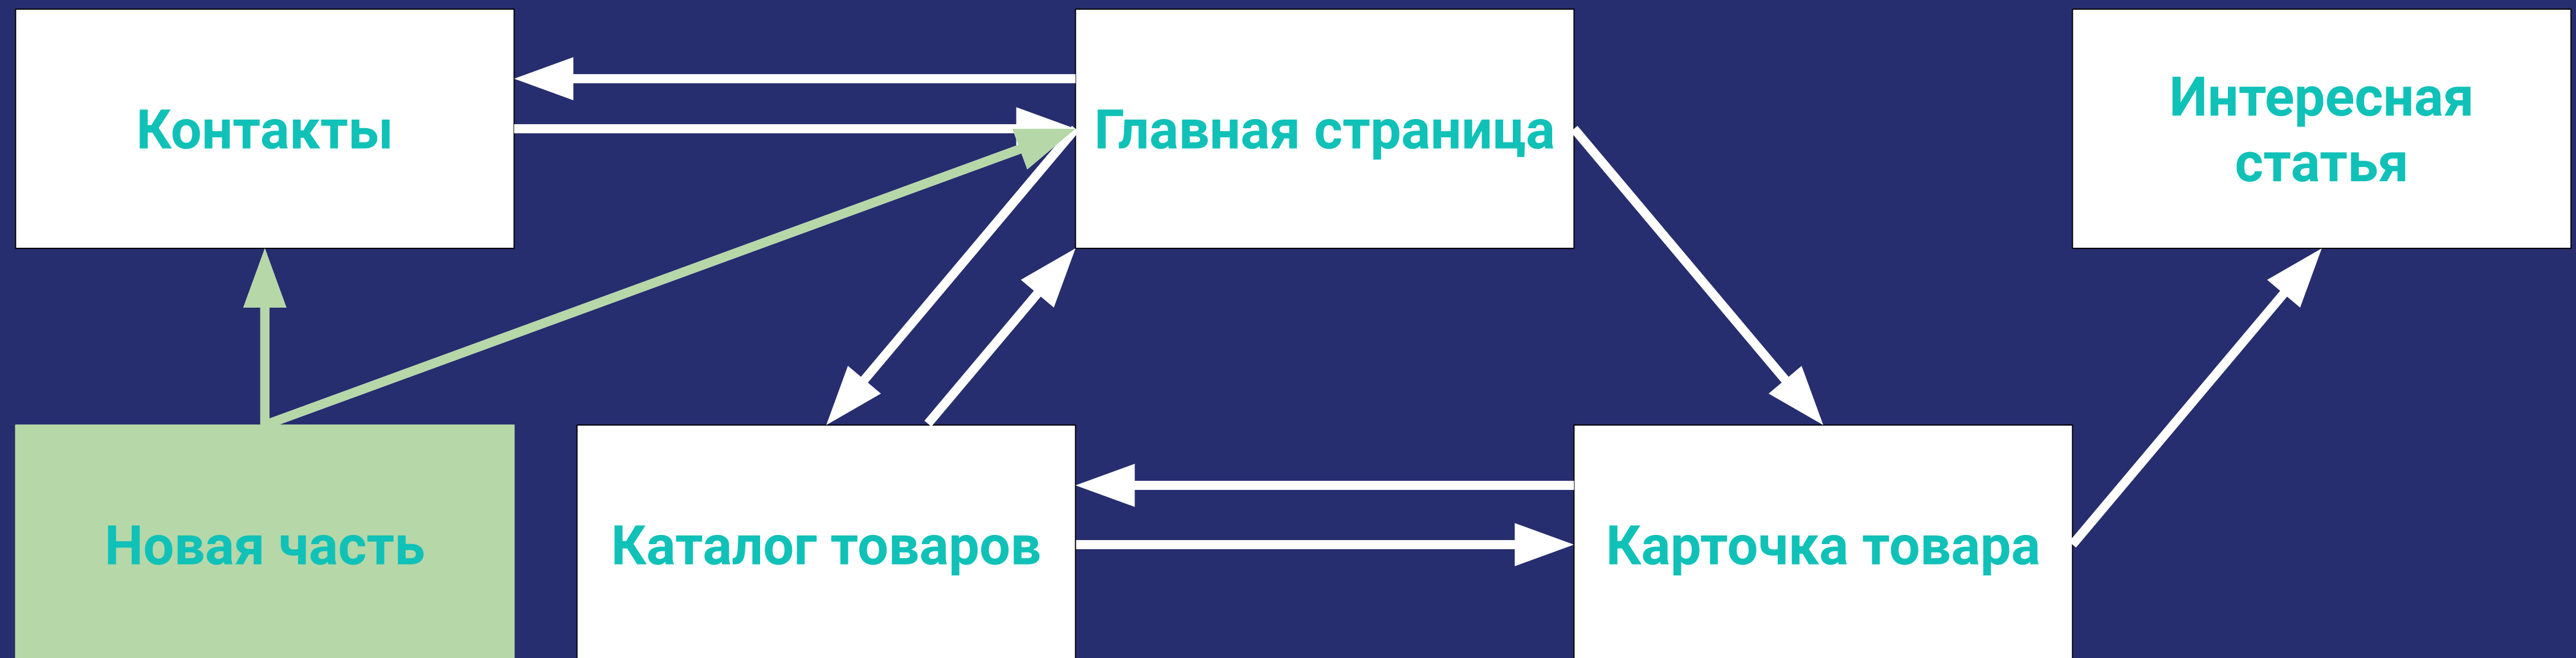 Контакты
Главная страница
Интересная
статья
Новая часть
Каталог товаров
Карточка товара